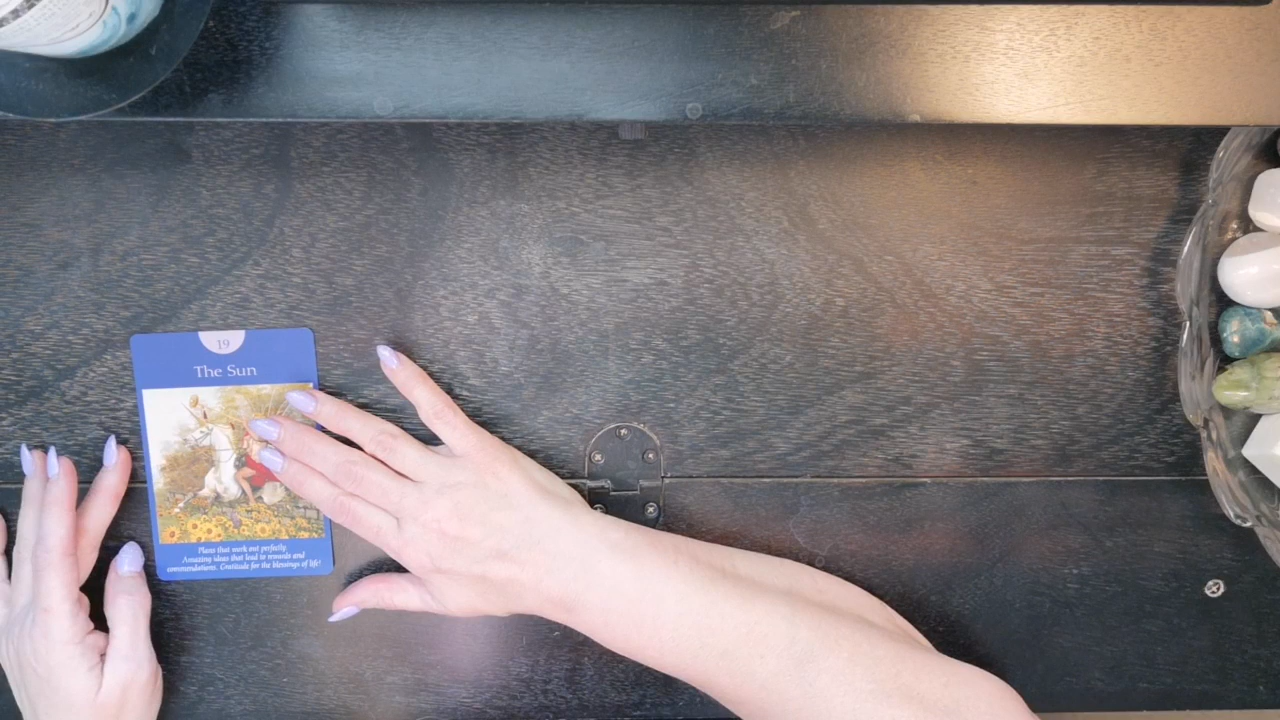 19
The Sun
Plans that work out perfectly.
Amazing ideas that lead to rewards and
commendations. Gratitude for the blessings of life!